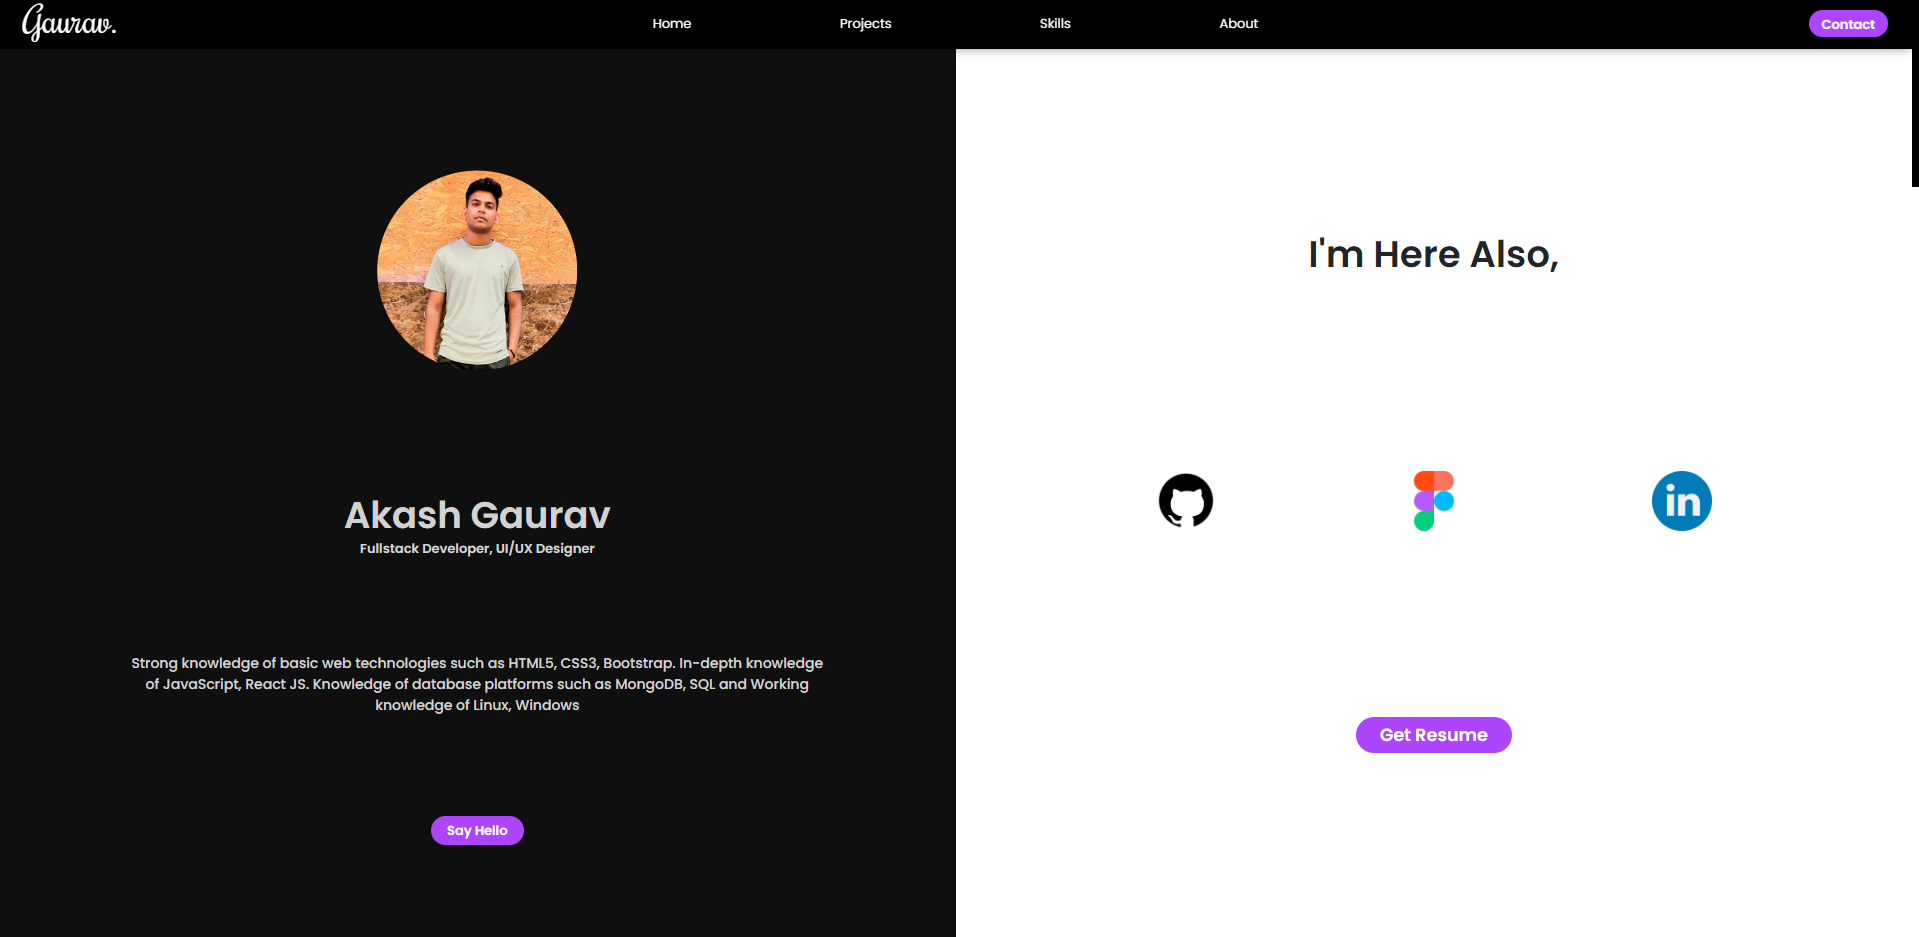 Gaurav.
Home
Projects
Skills
About
Contact
Akash Gaurav
Fullstack Developer, UI/UX Designer
Strong knowledge of basic web technologies such as HTML5, CSS3, Bootstrap. In-depth knowledge
of JavaScript, React JS. Knowledge of database platforms such as MongoDB, SQL and Working
knowledge of Linux, Windows
Say Hello
I'm Here Also,
in
Get Resume